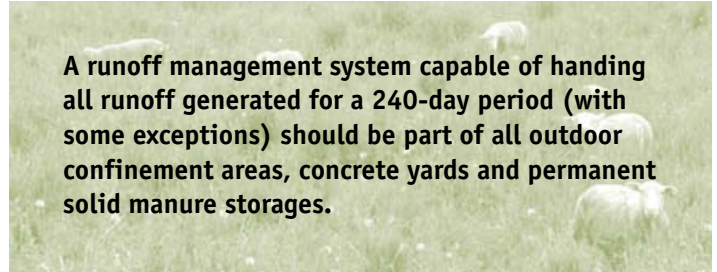 A runoff management system capable of handing
all runoff generated for a 240-day period (with
some exceptions) should be part of all outdoor
confinement areas, concrete yards and permanent
solid manure storages.